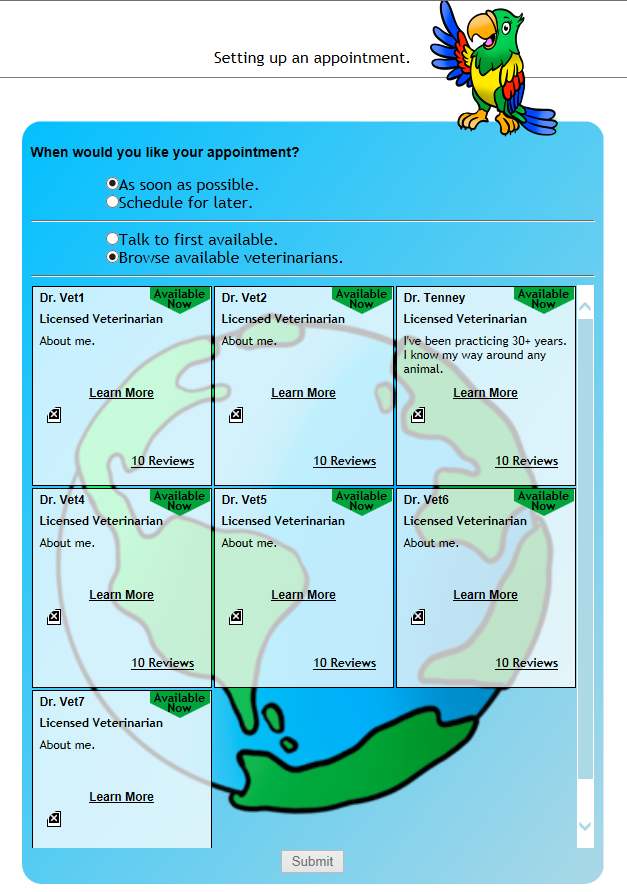 Setting up an appointment.
When would you like your appointment?
As soon as possible.
Schedule for later.
Talk to first available.
Browse available veterinarians.
Dr. Vet1
Available
Now
Licensed Veterinarian
About me.
Learn More
10 Reviews
Dr. Vet2
Available
Now
Licensed Veterinarian
About me.
Learn More
10 Reviews
Dr. Tenney
Available
Now
Licensed Veterinarian
I've been practicing 30+ years.
I know my way around any
animal.
Learn More
10 Reviews
Dr. Vet4
Available
Now
Licensed Veterinarian
About me.
Learn More
10 Reviews
Dr. Vet5
Available
Now
Licensed Veterinarian
About me.
Learn More
10 Reviews
Dr. Vet6
Available
Now
Licensed Veterinarian
About me.
Learn More
10 Reviews
Dr. Vet7
Available
Now
Licensed Veterinarian
About me.
Learn More
Submit